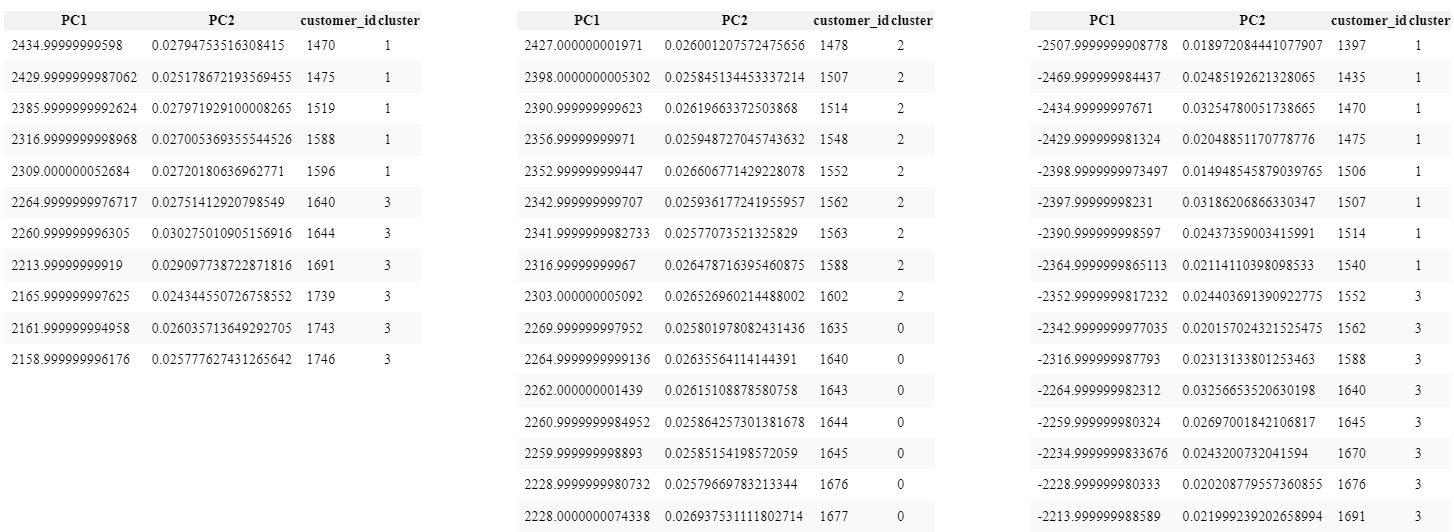 PC1 PC2 customer_id cluster
2434.99999999598 0.02794753516308415 1470 1
2429.9999999987062 0.025178672193569455 1475 1
2385.9999999992624 0.027971929100008265 1519 1
2316.9999999998968 0.027005369355544526 1588 1
2309.000000052684 0.02720180636962771 1596 1
2264.9999999976717 0.02751412920798549 1640 3
2260.999999996305 0.030275010905156916 1644 3
2213.99999999919 0.029097738722871816 1691 3
2165.999999997625 0.024344550726758552 1739 3
2161.999999994958 0.026035713649292705 1743 3
2158.999999996176 0.025777627431265642 1746 3
PC1 PC2 customer_id cluster
2427.000000001971 0.026001207572475656 1478 2
2398.0000000005302 0.025845134453337214 1507 2
2390.999999999623 0.02619663372503868 1514 2
2356.99999999971 0.025948727045743632 1548 2
2352.999999999447 0.026606771429228078 1552 2
2342.999999999707 0.025936177241955957 1562 2
2341.9999999982733 0.02577073521325829 1563 2
2316.99999999967 0.026478716395460875 1588 2
2303.000000005092 0.026526960214488002 1602 2
2269.999999997952 0.025801978082431436 1635 0
2264.9999999999136 0.02635564114144391 1640 0
2262.000000001439 0.02615108878580758 1643 0
2260.9999999984952 0.025864257301381678 1644 0
2259.999999998893 0.02585154198572059 1645 0
2228.9999999980732 0.02579669783213344 1676 0
2228.0000000074338 0.026937531111802714 1677 0
PC1 PC2 customer_id cluster
-2507.9999999908778 0.018972084441077907 1397 1
-2469.999999984437 0.02485192621328065 1435 1
-2434.99999997671 0.03254780051738665 1470 1
-2429.999999981324 0.02048851170778776 1475 1
-2398.9999999973497 0.014948545879039765 1506 1
-2397.99999998231 0.03186206866330347 1507 1
-2390.999999998597 0.02437359003415991 1514 1
-2364.9999999865113 0.02114110398098533 1540 1
-2352.9999999817232 0.024403691390922775 1552 3
-2342.9999999977035 0.020157024321525475 1562 3
-2316.999999987793 0.02313133801253463 1588 3
-2264.999999982312 0.03256653520630198 1640 3
-2259.999999980324 0.02697001842106817 1645 3
-2234.9999999833676 0.0243200732041594 1670 3
-2228.999999980333 0.020208779557360855 1676 3
-2213.999999988589 0.021999239202658994 1691 3